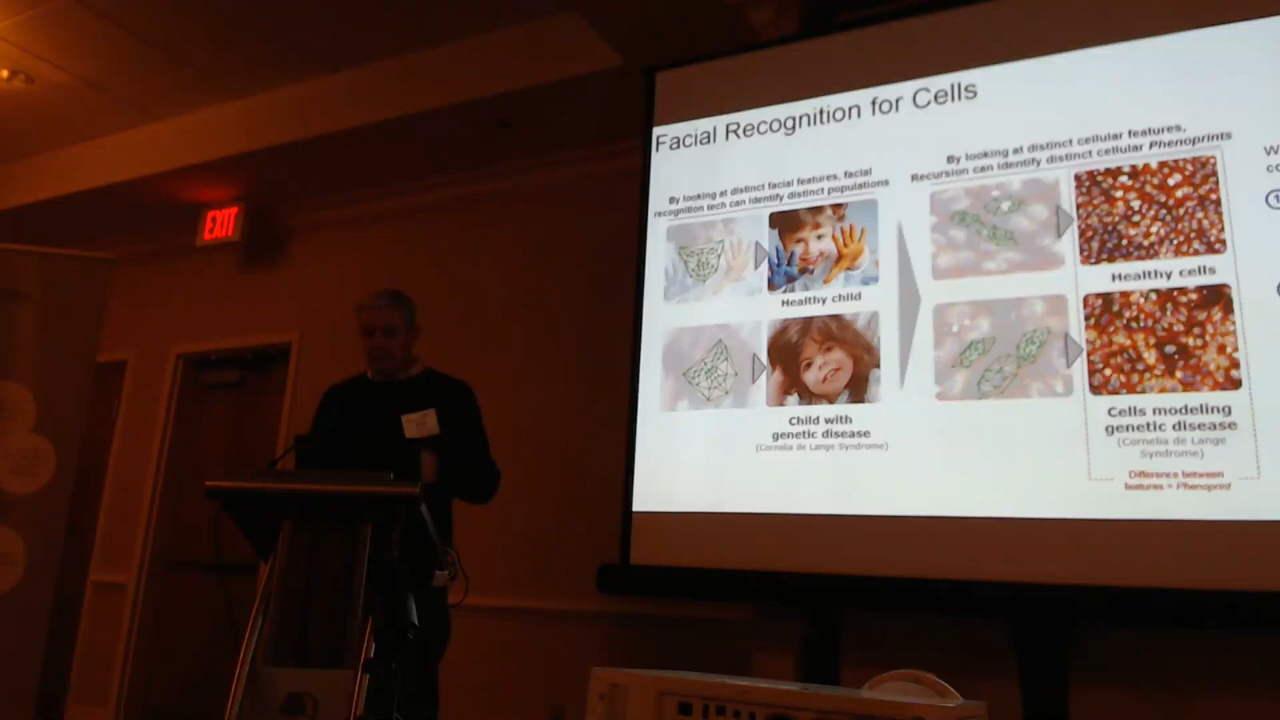 Facial Recognition for Cells
By looking at distinct facial features, facial
recognition tech can identify distinct populations
Healthy child
Child with
genetic disease
(Cornelia de Lange Syndrome)
By looking at distinct cellular features,
Recursion can identify distinct cellular Phenoprints
Healthy cells
Cells modeling
genetic disease
(Cornelia de Lange
Syndrome)
Difference between
features = Phenoprint
EXIT